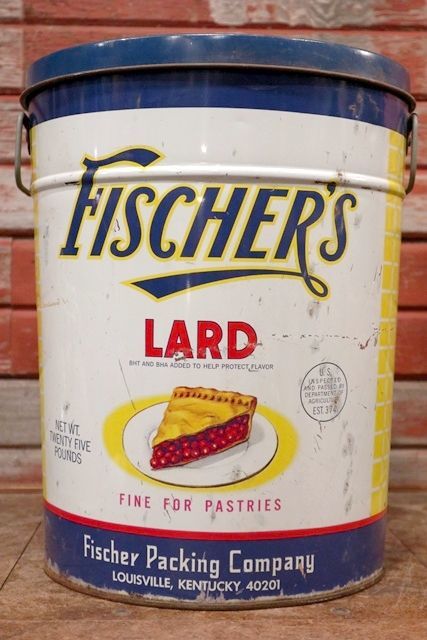 FISCHER'S
LARD
BHT AND BHA ADDED TO HELP PROTECT FLAVOR
U.S.
INSPECTED
AND PASSED BY
DEPARTMENT OF
AGRICULTURE
EST. 374
NET WT.
TWENTY FIVE
POUNDS
FINE FOR PASTRIES
Fischer Packing Company
LOUISVILLE, KENTUCKY 40201